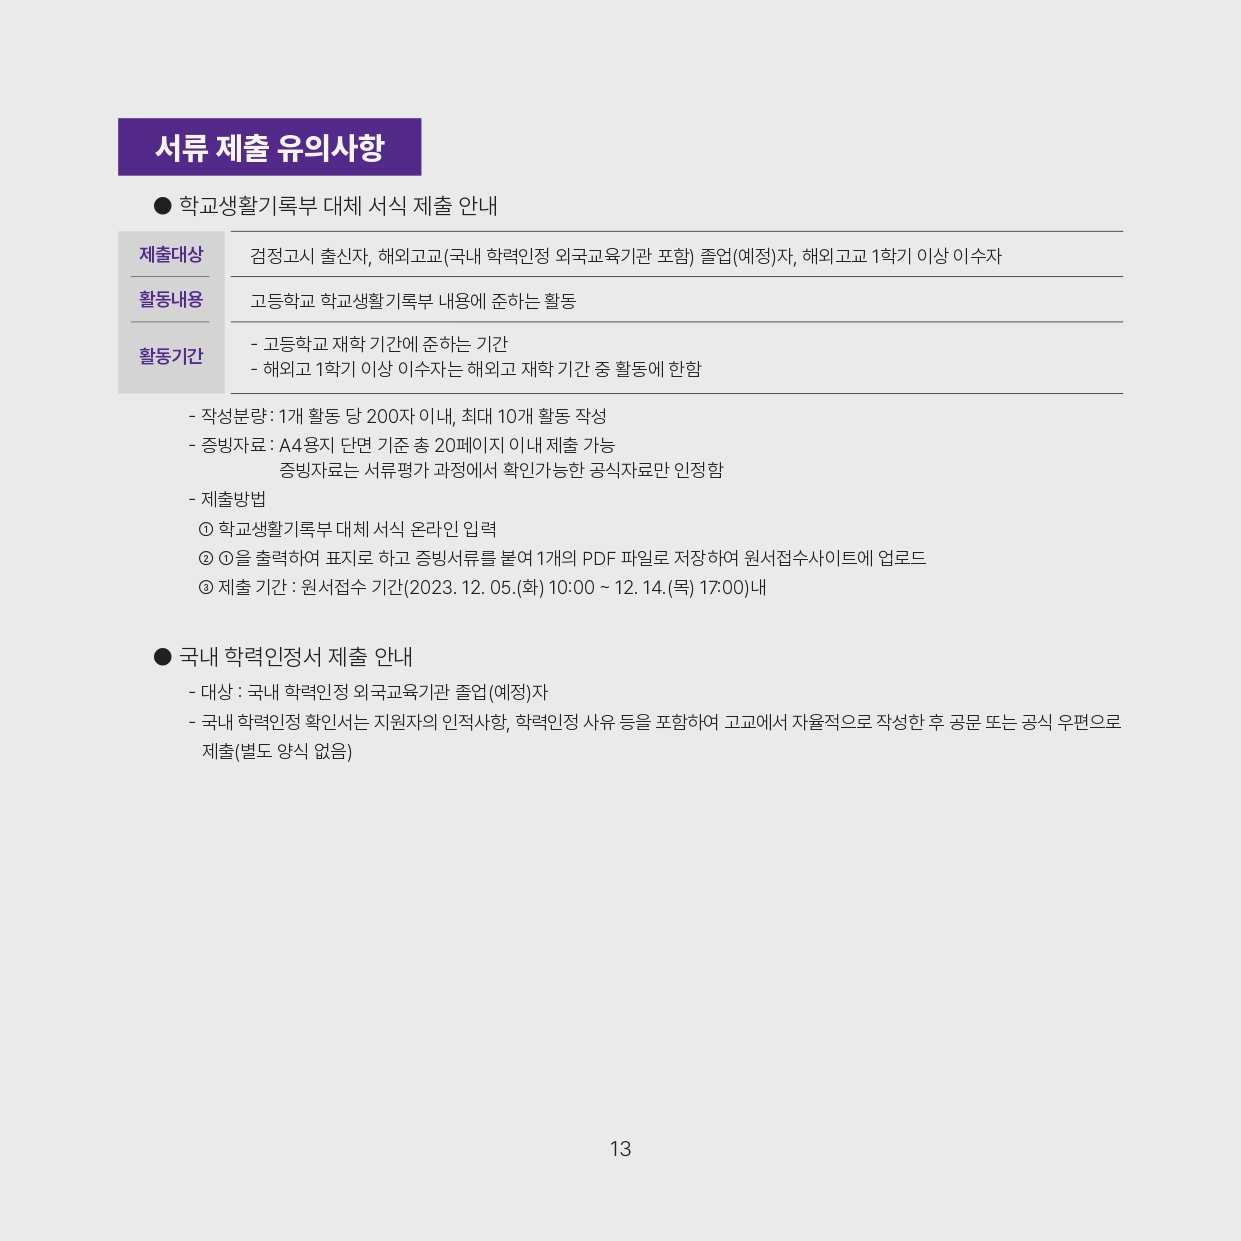 서류 제출 유의사항
● 학교생활기록부 대체 서식 제출 안내
제출대상 검정고시 출신자, 해외고교(국내 학력인정 외국교육기관 포함) 졸업(예정)자, 해외고교 1학기 이상 이수자
활동내용 고등학교 학교생활기록부 내용에 준하는 활동
활동기간
- 고등학교 재학 기간에 준하는 기간
- 해외고 1학기 이상 이수자는 해외고 재학 기간 중 활동에 한함
- 작성분량 : 1개 활동 당 200자 이내, 최대 10개 활동 작성
- 증빙자료 : A4용지 단면 기준 총 20페이지 이내 제출 가능
증빙자료는 서류평가 과정에서 확인가능한 공식자료만 인정함
- 제출방법
① 학교생활기록부 대체 서식 온라인 입력
② ①을 출력하여 표지로 하고 증빙서류를 붙여 1개의 PDF 파일로 저장하여 원서접수사이트에 업로드
③ 제출 기간 : 원서접수 기간(2023. 12. 05.(화) 10:00 ~ 12. 14.(목) 17:00)내
● 국내 학력인정서 제출 안내
- 대상 : 국내 학력인정 외국교육기관 졸업(예정)자
- 국내 학력인정 확인서는 지원자의 인적사항, 학력인정 사유 등을 포함하여 고교에서 자율적으로 작성한 후 공문 또는 공식 우편으로
제출(별도 양식 없음)
13